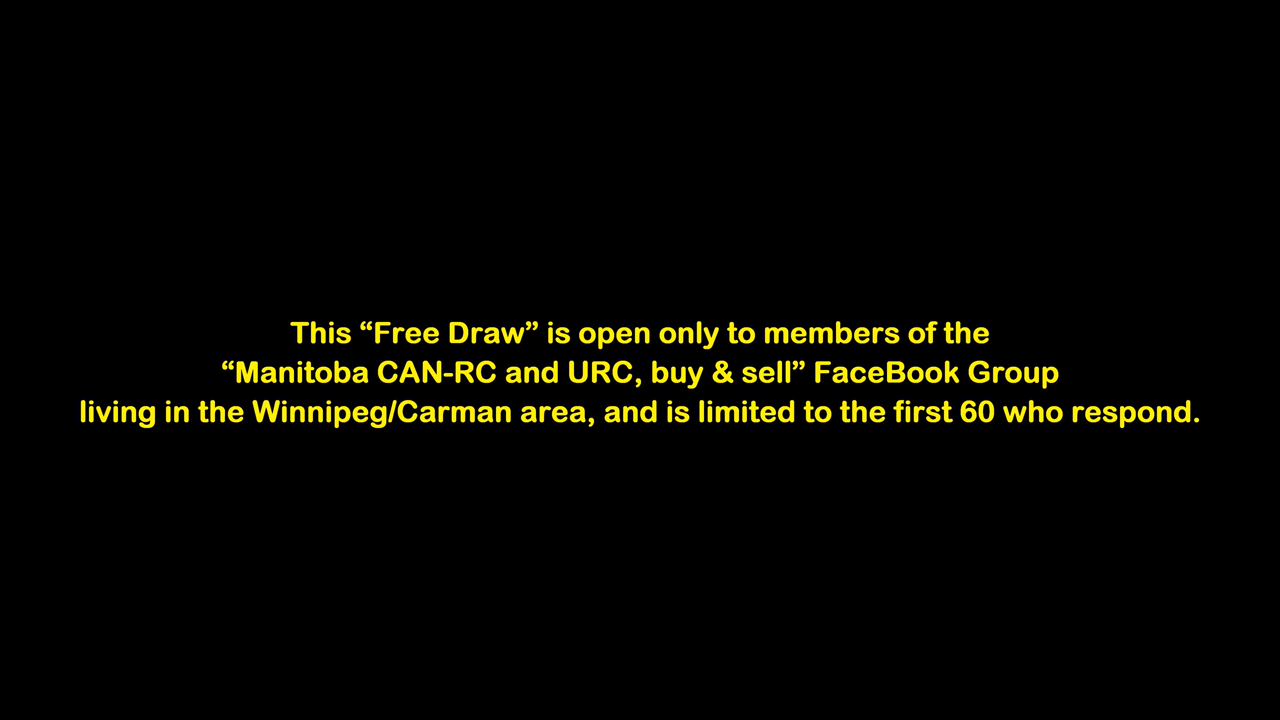 This “Free Draw” is open only to members of the
“Manitoba CAN-RC and URC, buy & sell” FaceBook Group
living in the Winnipeg/Carman area, and is limited to the first 60 who respond.